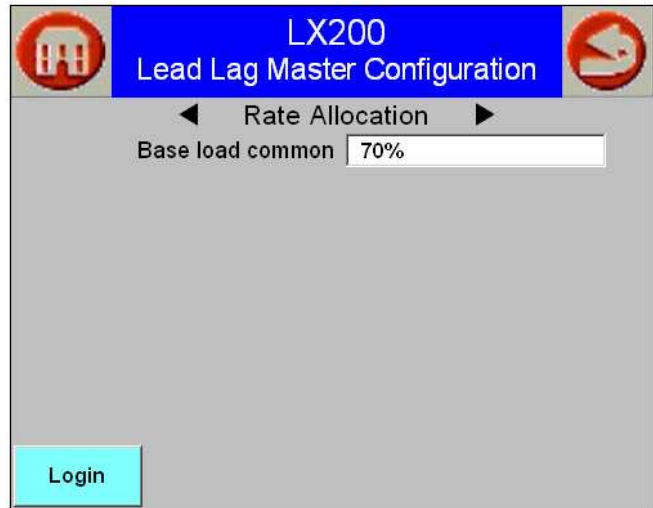 LX200
Lead Lag Master Configuration
Rate Allocation
Base load common 70%
Login